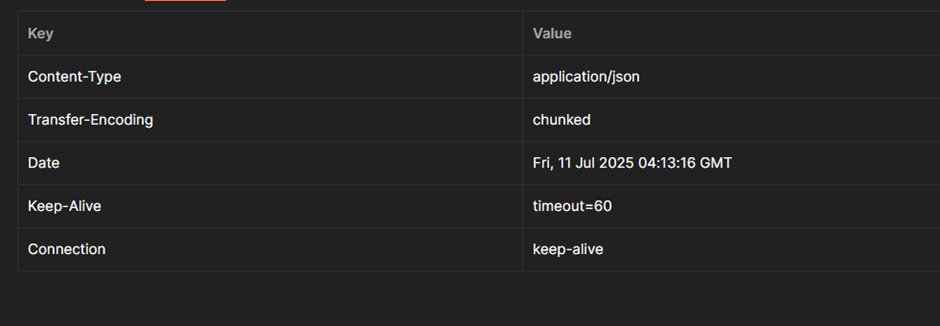 Key Value
Content-Type application/json
Transfer-Encoding chunked
Date Fri, 11 Jul 2025 04:13:16 GMT
Keep-Alive timeout=60
Connection keep-alive